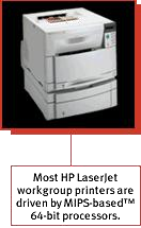 Most HP LaserJet
workgroup printers are
driven by MIPS-based™
64-bit processors.